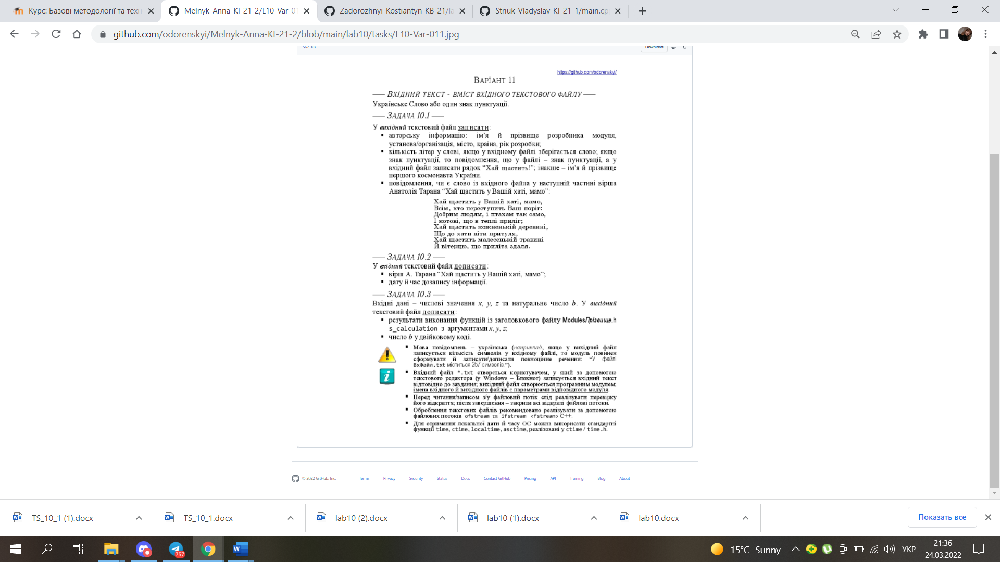 Курс: Базові методології та техн
Melnyk-Anna-KI-21-2/L10-Var-01
Zadorozhnyi-Kostiantyn-KB-21/la
Striuk-Vladyslav-KI-21-1/main.cp
github.com/odorenskyi/Melnyk-Anna-KI-21-2/blob/main/lab10/tasks/L10-Var-011.jpg
567 KB
Download
https://github.com/odorenskyi/
ВАРІАНТ 11
ВХІДНИЙ ТЕКСТ - ВМІСТ ВХІДНОГО ТЕКСТОВОГО ФАЙЛУ
Українське Слово або один знак пунктуації.
ЗАДАЧА 10.1
У вихідний текстовий файл записати:
▪ авторську інформацію: ім’я й прізвище розробника модуля,
установа/організація, місто, країна, рік розробки;
▪ кількість літер у слові, якщо у вхідному файлі зберігається слово; якщо
знак пунктуації, то повідомлення, що у файлі – знак пунктуації, а у
вхідний файл записати рядок “Хай щастить!”; інакше – ім’я й прізвище
першого космонавта України.
▪ повідомлення, чи є слово із вхідного файла у наступній частині вірша
Анатолія Тарана “Хай щастить у Вашій хаті, мамо”:
Хай щастить у Вашій хаті, мамо,
Всім, хто переступить Ваш поріг:
Добрим людям, і птахам так само,
І котові, що в теплі приліг;
Хай щастить кожненькій деревині,
Що до хати віти притуля,
Хай щастить малесенькій травині
Й вітерцю, що приліта здаля.
ЗАДАЧА 10.2
У вхідний текстовий файл дописати:
▪ вірш А. Тарана “Хай щастить у Вашій хаті, мамо”;
▪ дату й час дозапису інформації.
ЗАДАЧА 10.3
Вхідні дані – числові значення x, y, z та натуральне число b. У вихідний
текстовий файл дописати:
▪ результати виконання функцій із заголовкового файлу ModulesПрізвище.h
s_calculation з аргументами x, y, z;
▪ число b у двійковому коді.
▪ Мова повідомлень – українська (наприклад, якщо у вихідний файл
записується кількість символів у вхідному файлі, то модуль повинен
сформувати й записати/дописати повноцінне речення: “У файлі
ВхФайл.txt міститься 257 символів.”).
▪ Вхідний файл *.txt створється користувачем, у який за допомогою
текстового редактора (у Windows – Блокнот) записується вхідний текст
відповідно до завдання; вихідний файл створюється програмним модулем;
імена вхідного й вихідного файлів є параметрами відповідного модуля.
▪ Перед читання/записом з/у файловий потік слід реалізувати перевірку
його відкриття; після завершення – закрити всі відкриті файлові потоки.
▪ Оброблення текстових файлів рекомендовано реалізувати за допомогою
файлових потоків ofstream та ifstream <fstream> C++.
▪ Для отримання локальної дати й часу ОС можна використати стандартні
функції time, ctime, localtime, asctime, реалізовані у ctime / time.h.
© 2022 GitHub, Inc. Terms Privacy Security Status Docs Contact GitHub Pricing API Training Blog About
TS_10_1 (1).docx
TS_10_1.docx
lab10 (2).docx
lab10 (1).docx
lab10.docx
Показать все
757
15°C Sunny
УКР
21:36
24.03.2022